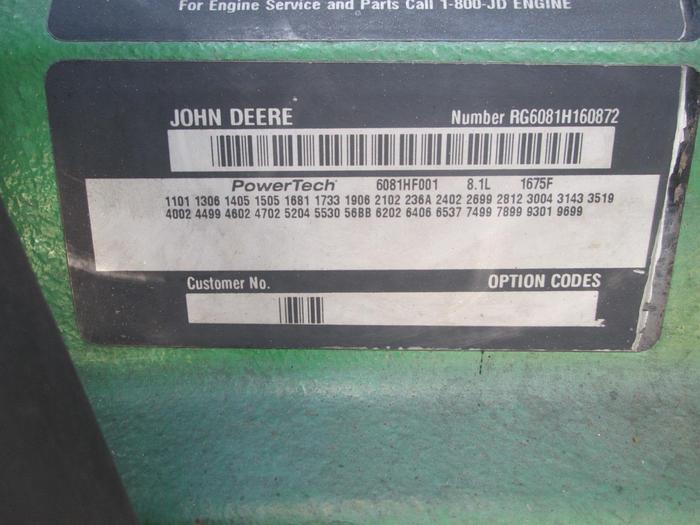 For Engine Service and Parts Call 1-800-JD ENGINE
JOHN DEERE Number RG6081H160872
PowerTech 6081HF001 8.1L 1675F
1101 1306 1405 1505 1681 1733 1906 2102 236A 2402 2699 2812 3004 3143 3519
4002 4499 4602 4702 5204 5530 56BB 6202 6406 6537 7499 7899 9301 9699
Customer No. OPTION CODES